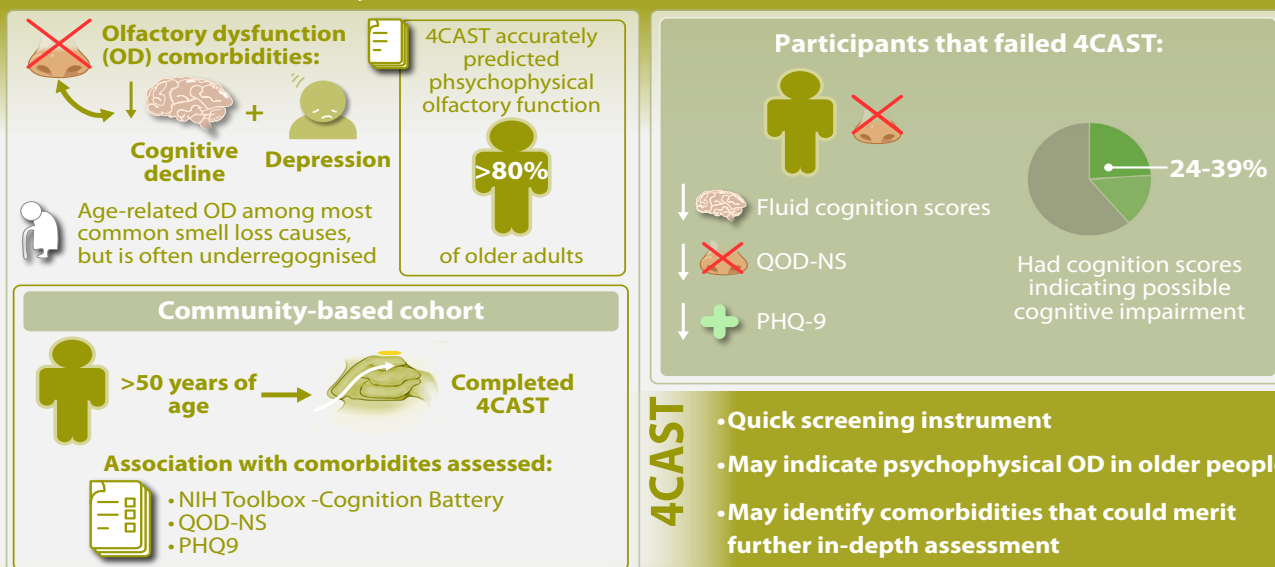 Olfactory dysfunction
(OD) comorbidities:
Cognitive
decline
+
Depression
Age-related OD among most
common smell loss causes,
but is often underregognised
4CAST accurately
predicted
phsychophysical
olfactory function
>80%
of older adults
Community-based cohort
>50 years of
age
Completed
4CAST
Association with comorbidites assessed:
• NIH Toolbox -Cognition Battery
• QOD-NS
• PHQ9
Participants that failed 4CAST:
Fluid cognition scores
QOD-NS
PHQ-9
24-39%
Had cognition scores
indicating possible
cognitive impairment
4CAST
• Quick screening instrument
• May indicate psychophysical OD in older people
• May identify comorbidities that could merit
further in-depth assessment